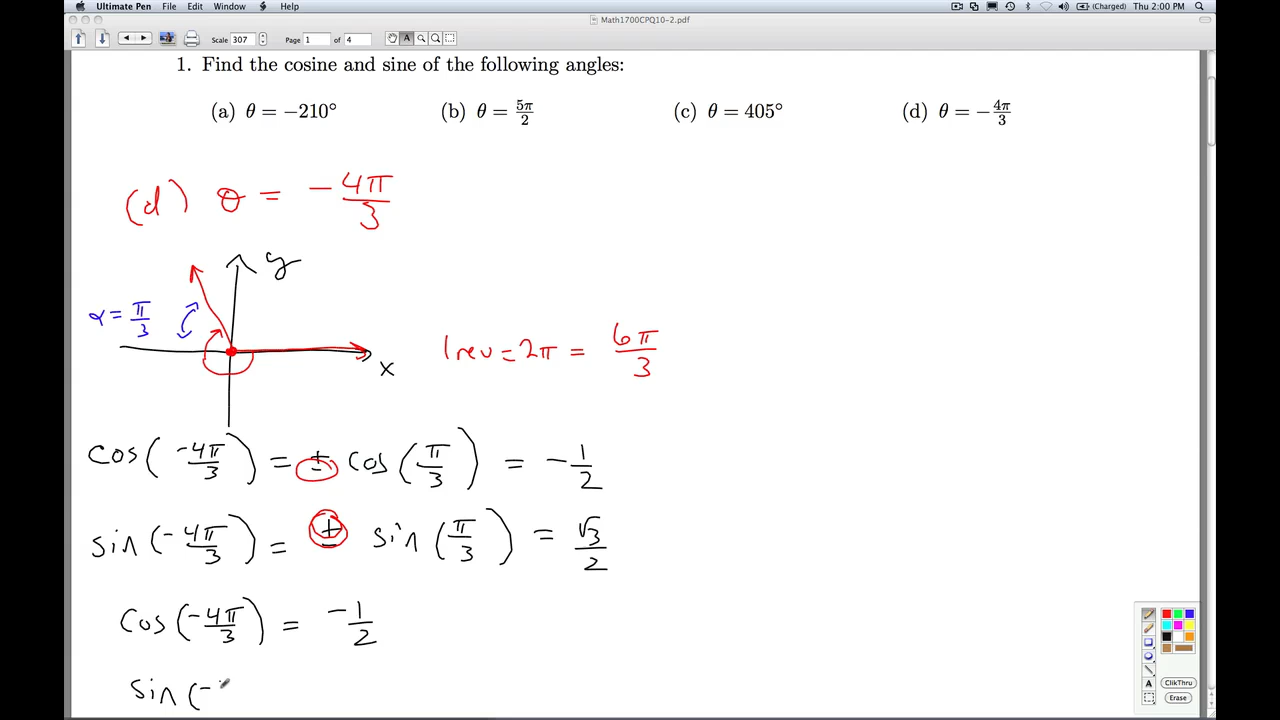 Ultimate Pen File Edit Window Help (Charged) Thu 2:00 PM
Math1700CPQ10-2.pdf
Scale 307 Page 1 of 4 A
1. Find the cosine and sine of the following angles:
(a) θ = −210° (b) θ = 5π/2 (c) θ = 405° (d) θ = −4π/3
(d) θ = −4π/3
y
α = π/3
1rev = 2π = 6π/3
x
cos(−4π/3) = ± cos(π/3) = −1/2
sin(−4π/3) = ± sin(π/3) = √3/2
cos(−4π/3) = −1/2
sin(−
A
ClikThru
Erase